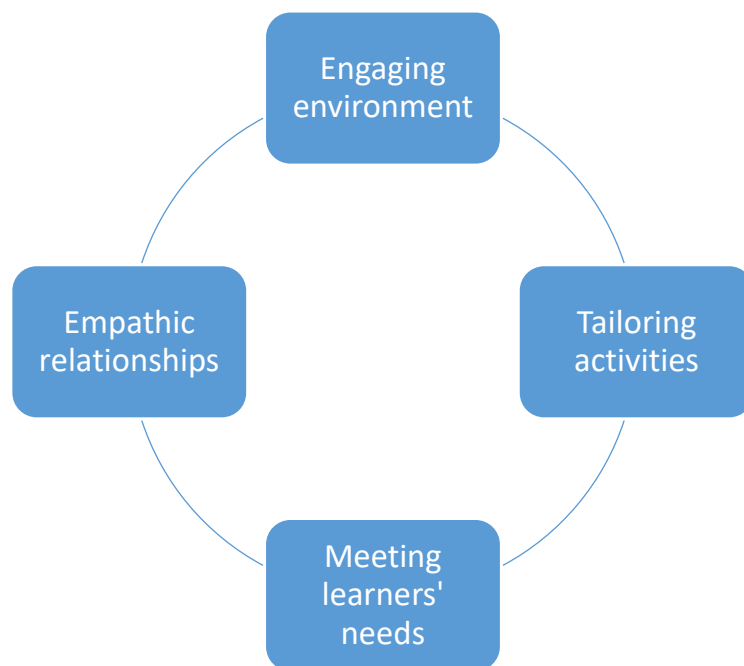 Engaging
environment
Empathic
relationships
Tailoring
activities
Meeting
learners'
needs